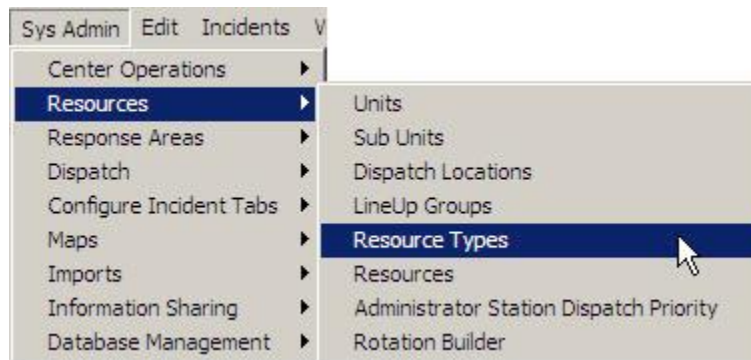 Sys Admin Edit Incidents
Center Operations
Resources
Response Areas
Dispatch
Configure Incident Tabs
Maps
Imports
Information Sharing
Database Management
Units
Sub Units
Dispatch Locations
LineUp Groups
Resource Types
Resources
Administrator Station Dispatch Priority
Rotation Builder